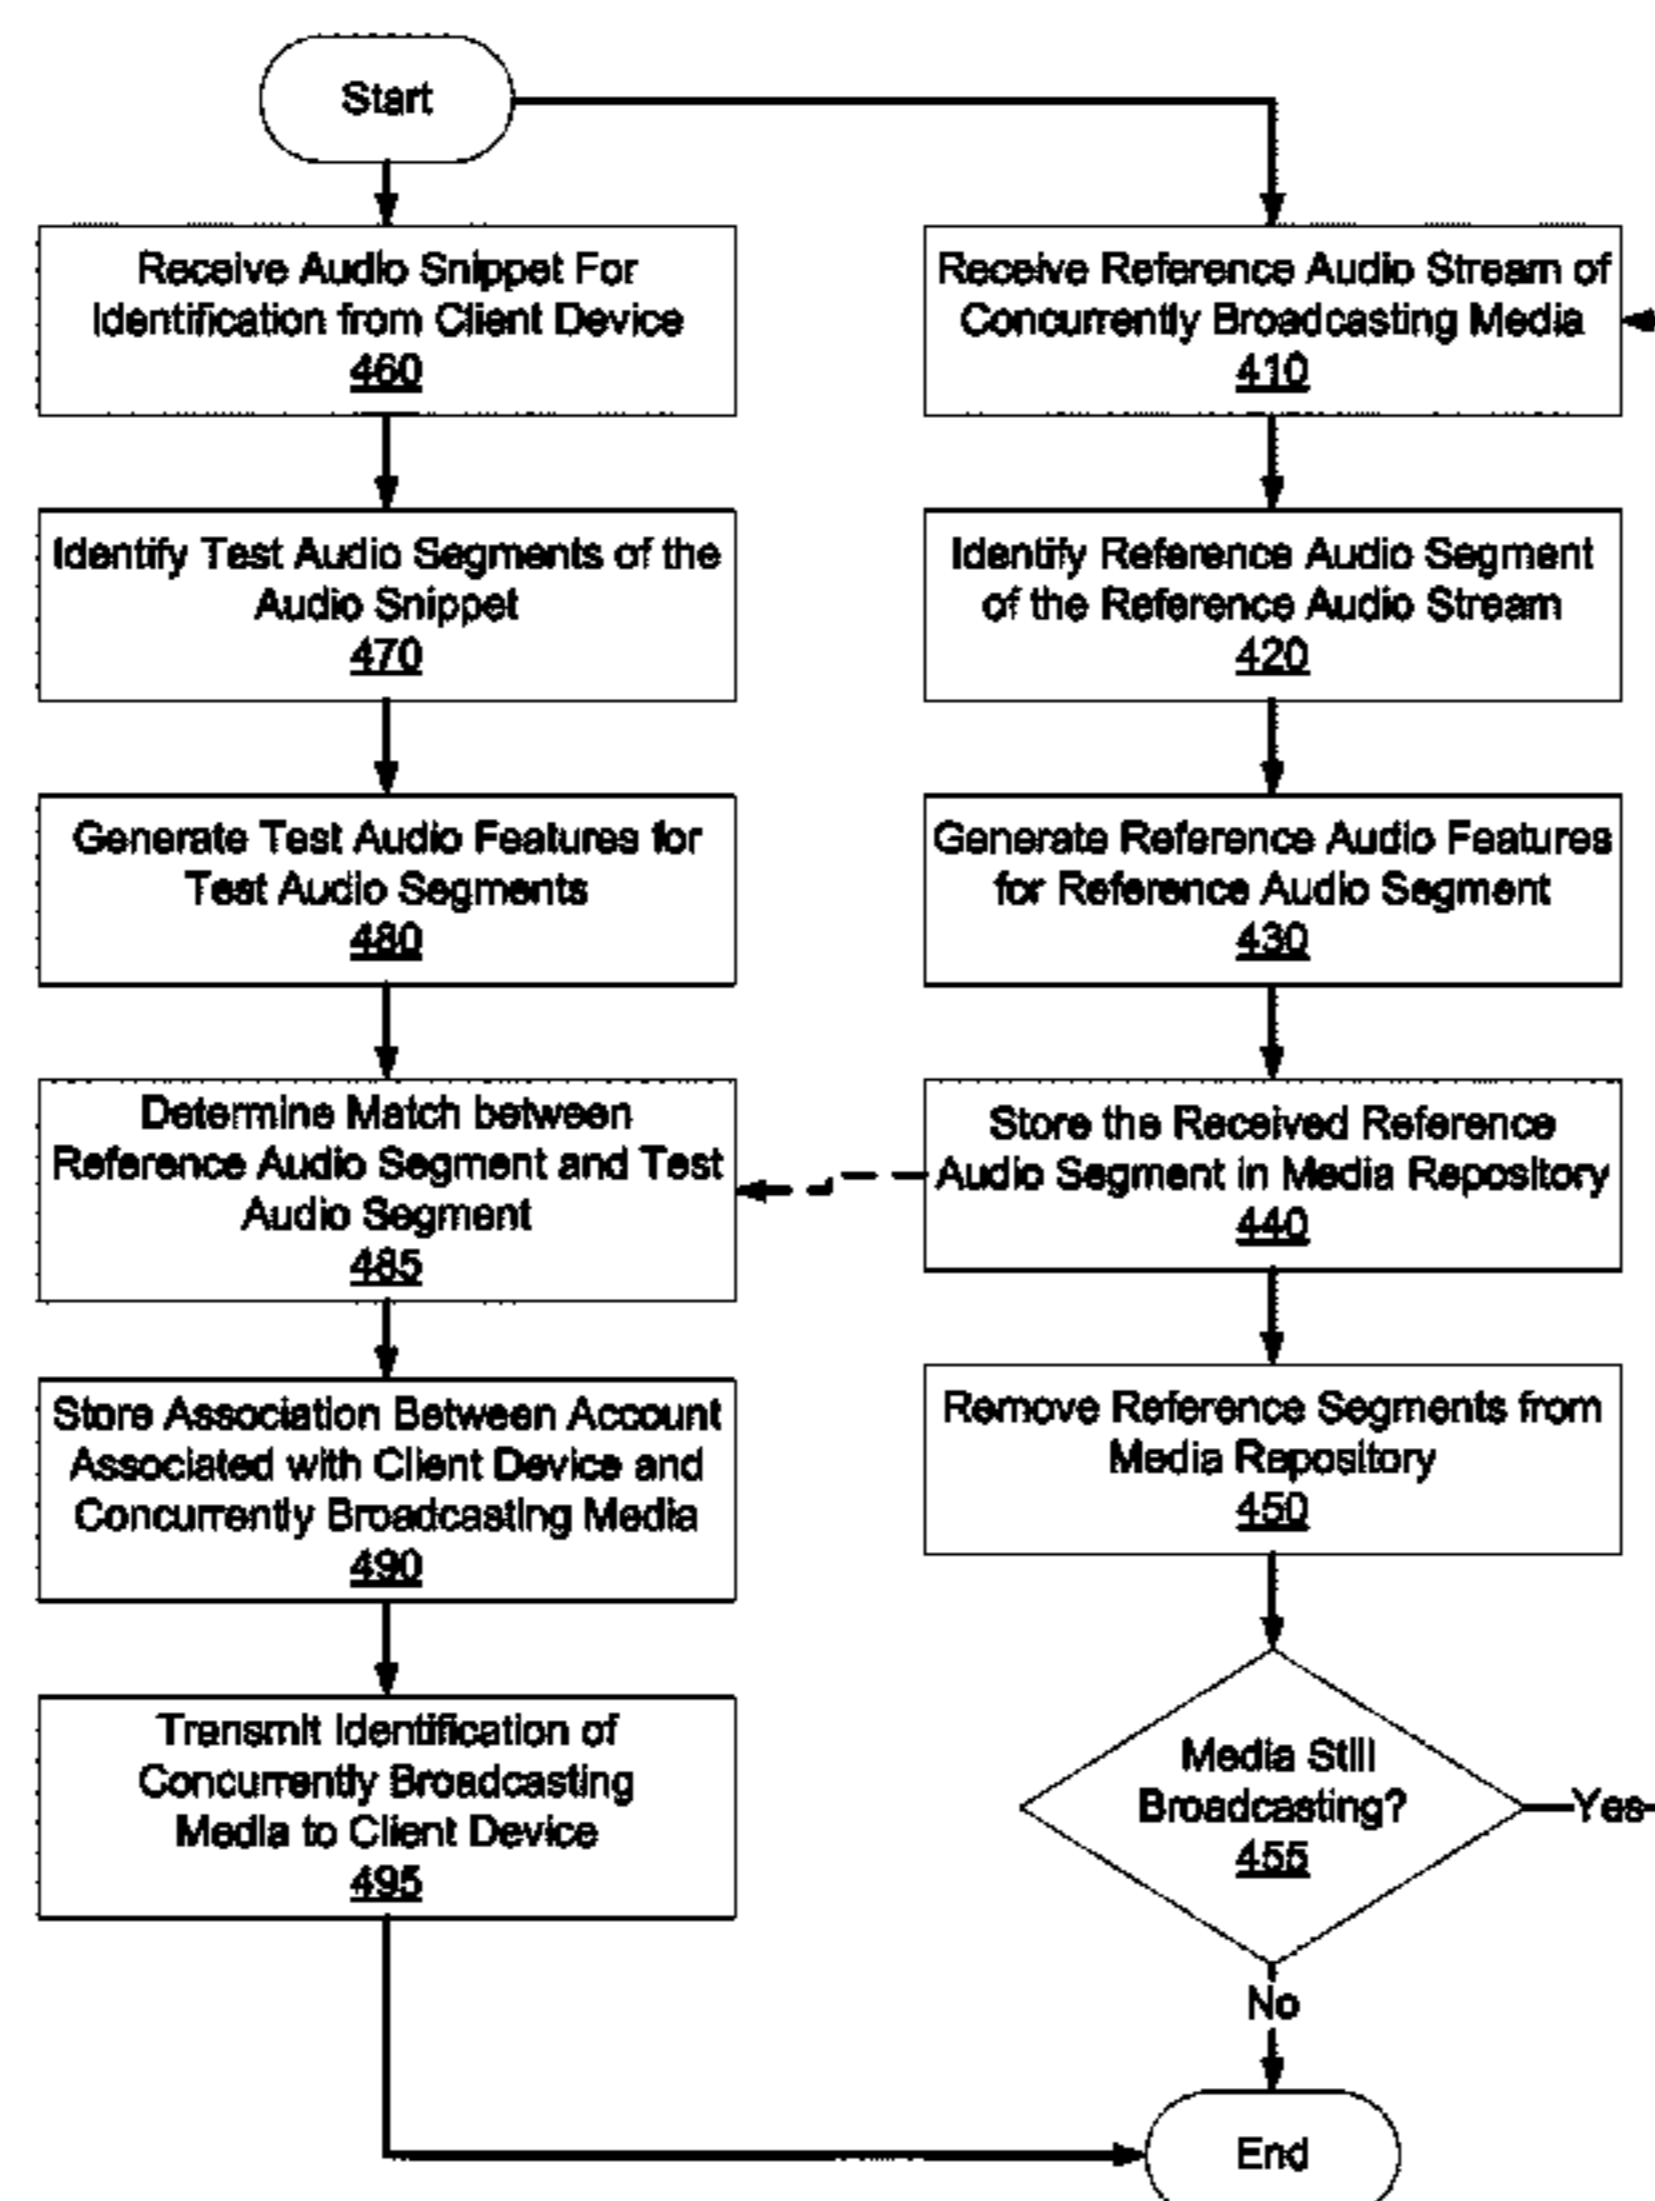 Start
Receive Audio Snippet For
Identification from Client Device
460
Identify Test Audio Segments of the
Audio Snippet
470
Generate Test Audio Features for
Test Audio Segments
480
Determine Match between
Reference Audio Segment and Test
Audio Segment
485
Store Association Between Account
Associated with Client Device and
Concurrently Broadcasting Media
490
Transmit Identification of
Concurrently Broadcasting
Media to Client Device
495
Receive Reference Audio Stream of
Concurrently Broadcasting Media
410
Identify Reference Audio Segment
of the Reference Audio Stream
420
Generate Reference Audio Features
for Reference Audio Segment
430
Store the Received Reference
Audio Segment in Media Repository
440
Remove Reference Segments from
Media Repository
450
Media Still
Broadcasting?
455
Yes
No
End